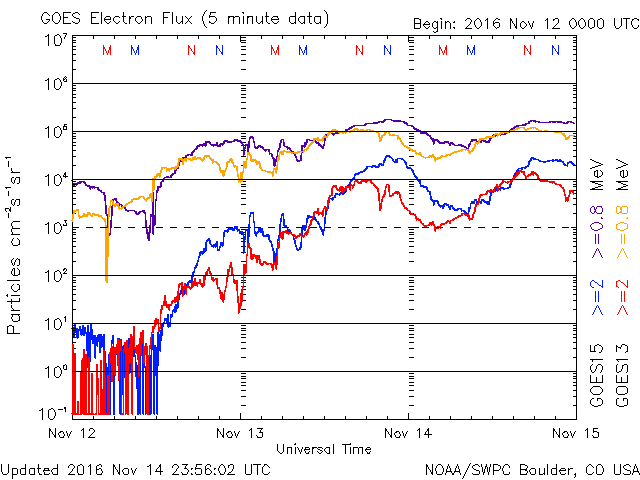 GOES Electron Flux (5 minute data)
Begin: 2016 Nov 12 0000 UTC
10⁷
10⁶
10⁵
10⁴
10³
10²
10¹
10⁰
10⁻¹
M M N N M M N N M N N
Particles cm⁻²s⁻¹sr⁻¹
Nov 12 Nov 13 Nov 14 Nov 15
Universal Time
GOES15 >=2 >=0.8 MeV
GOES13 >=2 >=0.8 MeV
Updated 2016 Nov 14 23:56:02 UTC
NOAA/SWPC Boulder, CO USA